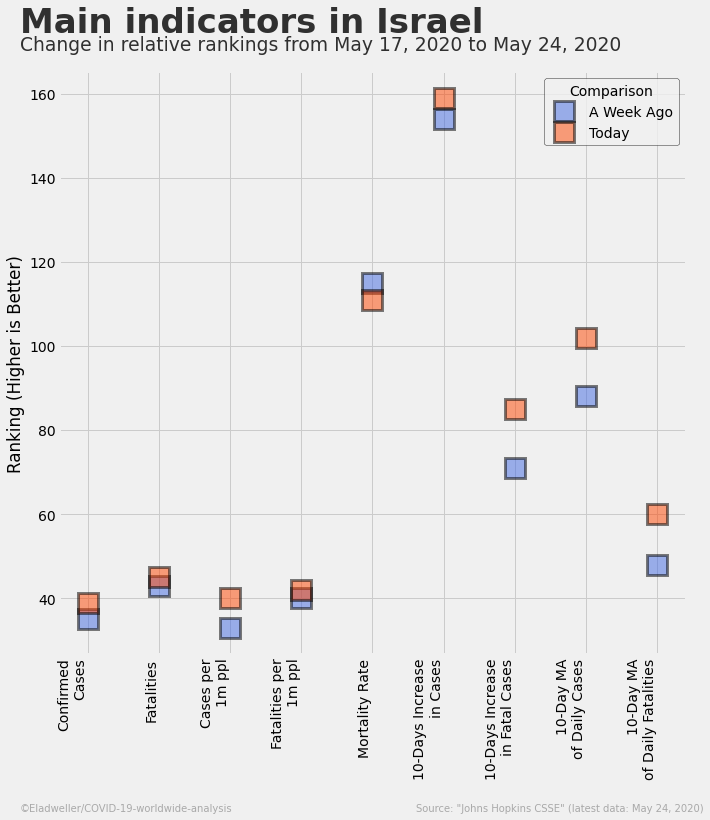 Main indicators in Israel
Change in relative rankings from May 17, 2020 to May 24, 2020
Comparison
A Week Ago
Today
Ranking (Higher is Better)
160
140
120
100
80
60
40
Confirmed
Cases
Fatalities
Cases per
1m ppl
Fatalities per
1m ppl
Mortality Rate
10-Days Increase
in Cases
10-Days Increase
in Fatal Cases
10-Day MA
of Daily Cases
10-Day MA
of Daily Fatalities
©Eladweller/COVID-19-worldwide-analysis
Source: "Johns Hopkins CSSE" (latest data: May 24, 2020)